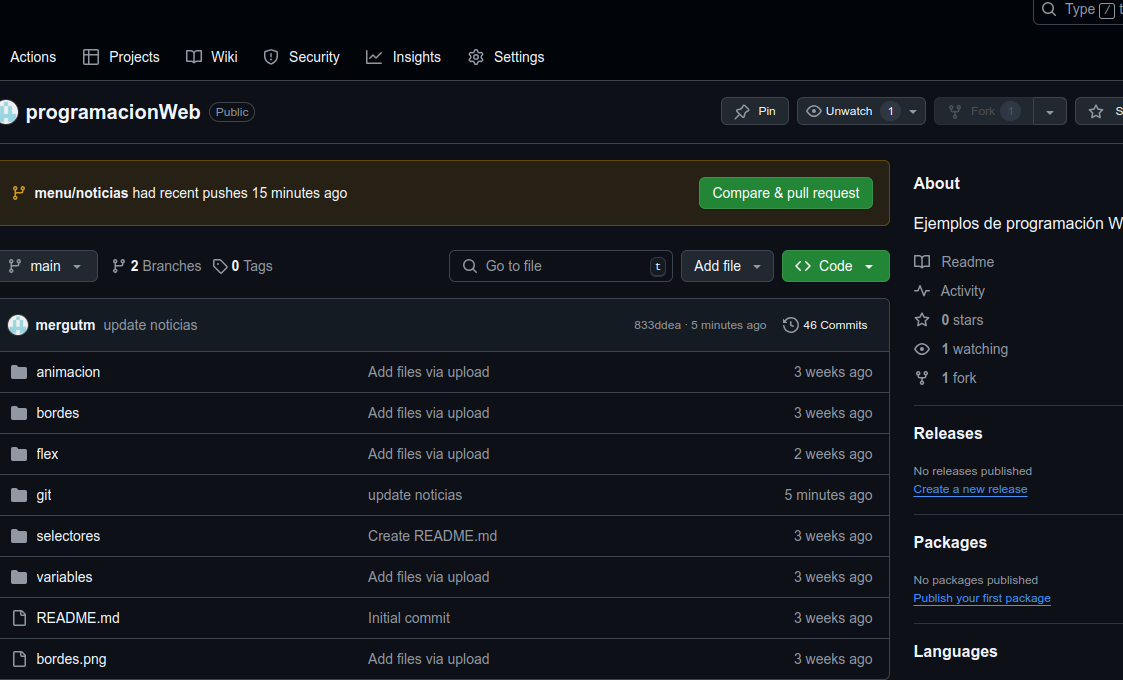 Type / t
Actions Projects Wiki Security Insights Settings
programacionWeb Public
Pin Unwatch 1 Fork 1 S
menu/noticias had recent pushes 15 minutes ago Compare & pull request
main 2 Branches 0 Tags Go to file t Add file Code
mergutm update noticias 833ddea · 5 minutes ago 46 Commits
animacion Add files via upload 3 weeks ago
bordes Add files via upload 3 weeks ago
flex Add files via upload 2 weeks ago
git update noticias 5 minutes ago
selectores Create README.md 3 weeks ago
variables Add files via upload 3 weeks ago
README.md Initial commit 3 weeks ago
bordes.png Add files via upload 3 weeks ago
About
Ejemplos de programación W
Readme
Activity
0 stars
1 watching
1 fork
Releases
No releases published
Create a new release
Packages
No packages published
Publish your first package
Languages